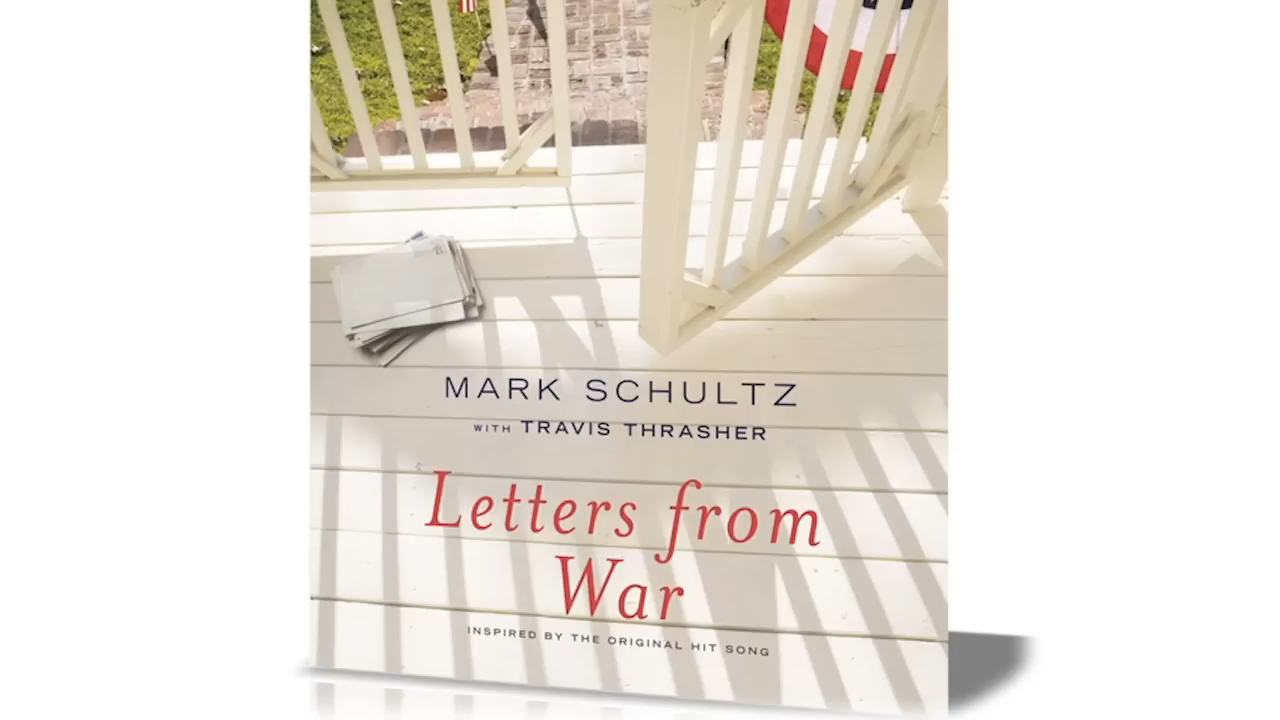 MARK SCHULTZ
WITH TRAVIS THRASHER
Letters from
War
INSPIRED BY THE ORIGINAL HIT SONG